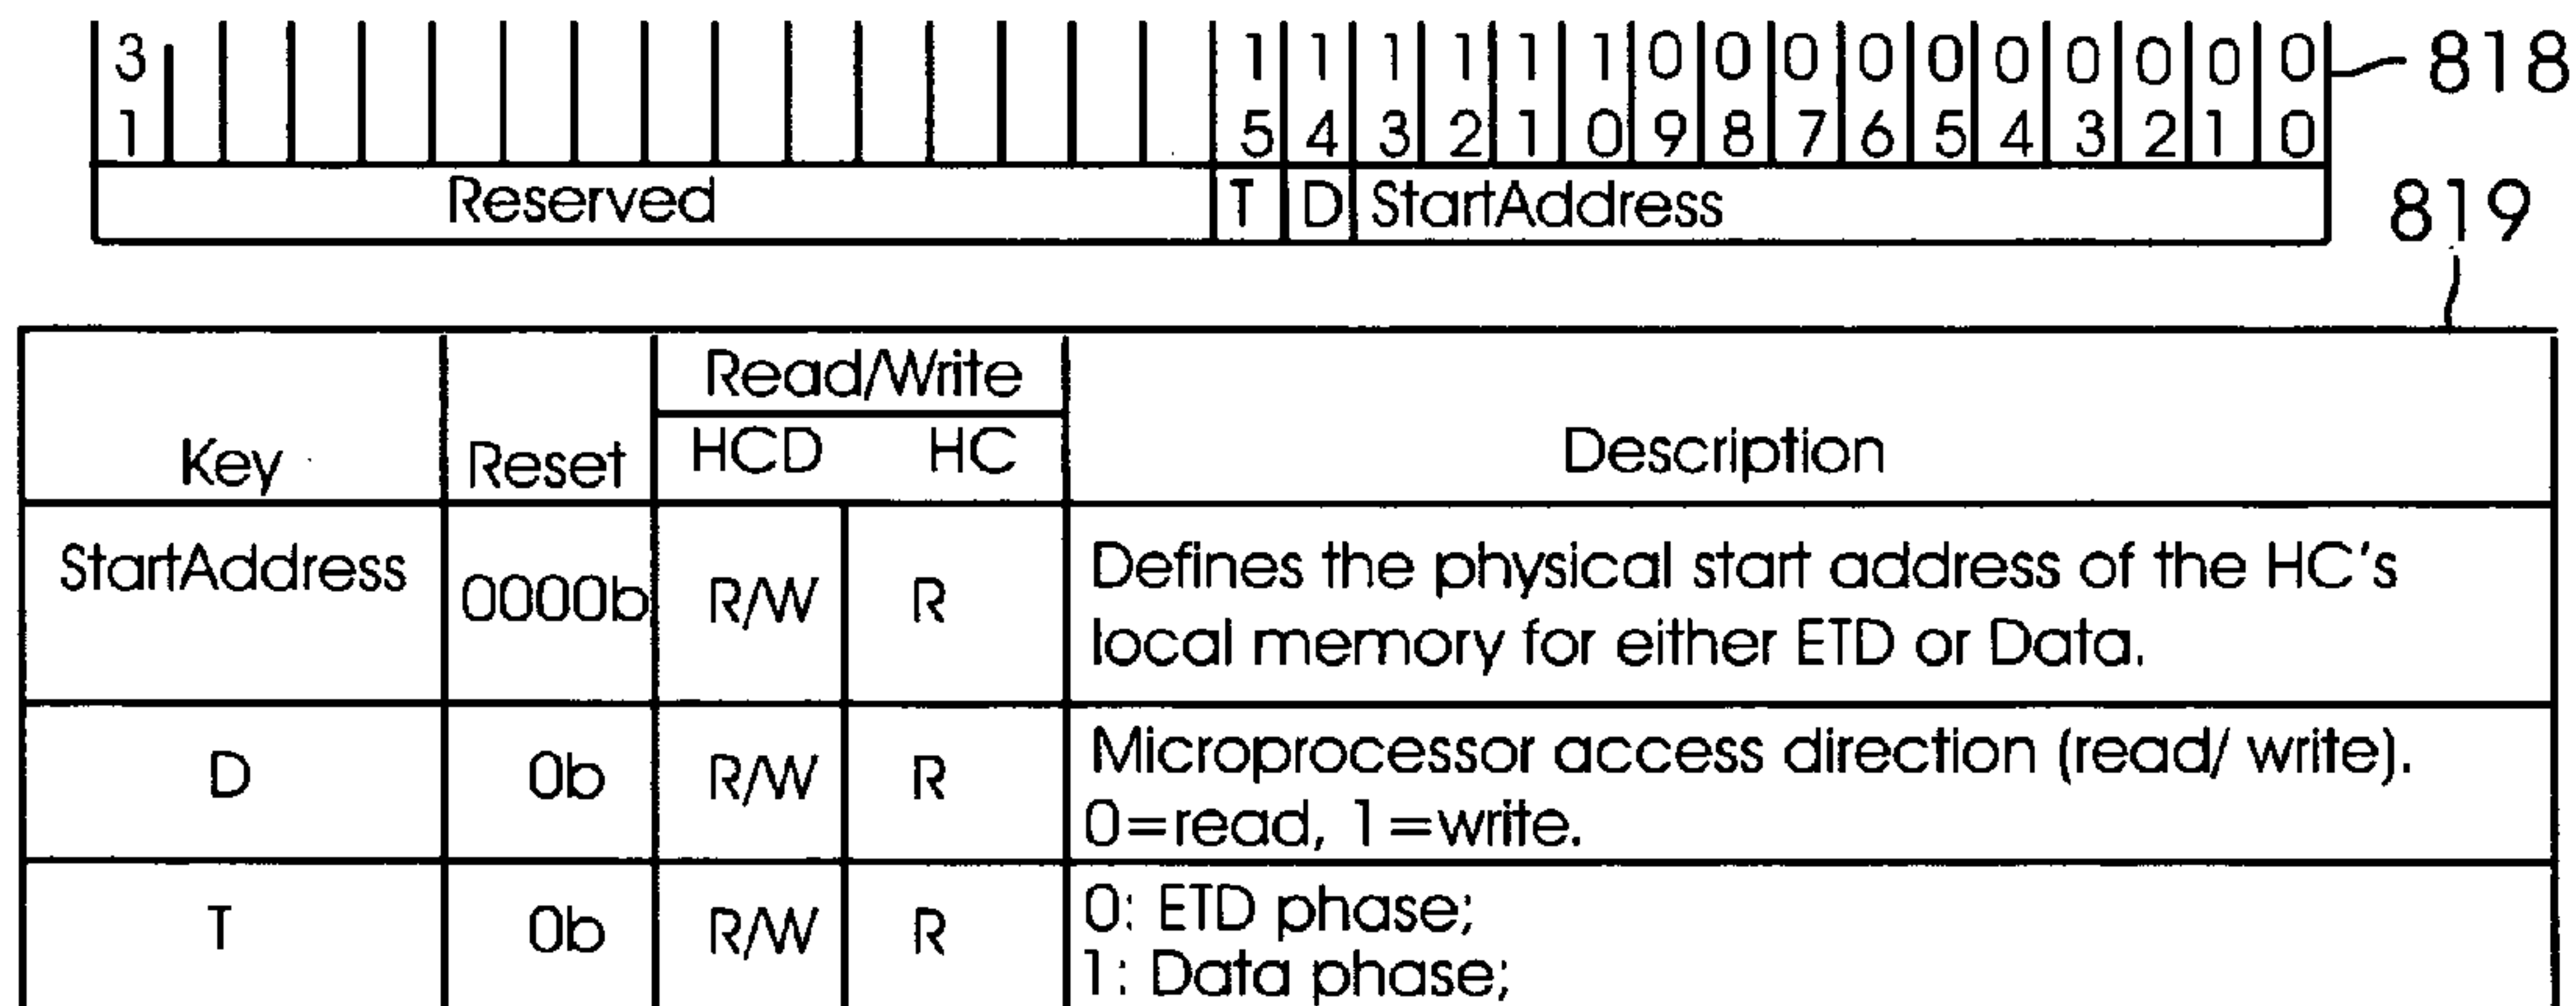 3 1 1 1 1 1 1 0 0 0 0 0 0 0 0 0 0 818
1 5 4 3 2 1 0 9 8 7 6 5 4 3 2 1 0
Reserved T D StartAddress 819
Read/Write
Key Reset HCD HC Description
StartAddress 0000b R/W R Defines the physical start address of the HC's
local memory for either ETD or Data.
D 0b R/W R Microprocessor access direction (read/ write).
0=read, 1=write.
T 0b R/W R 0: ETD phase;
1: Data phase;